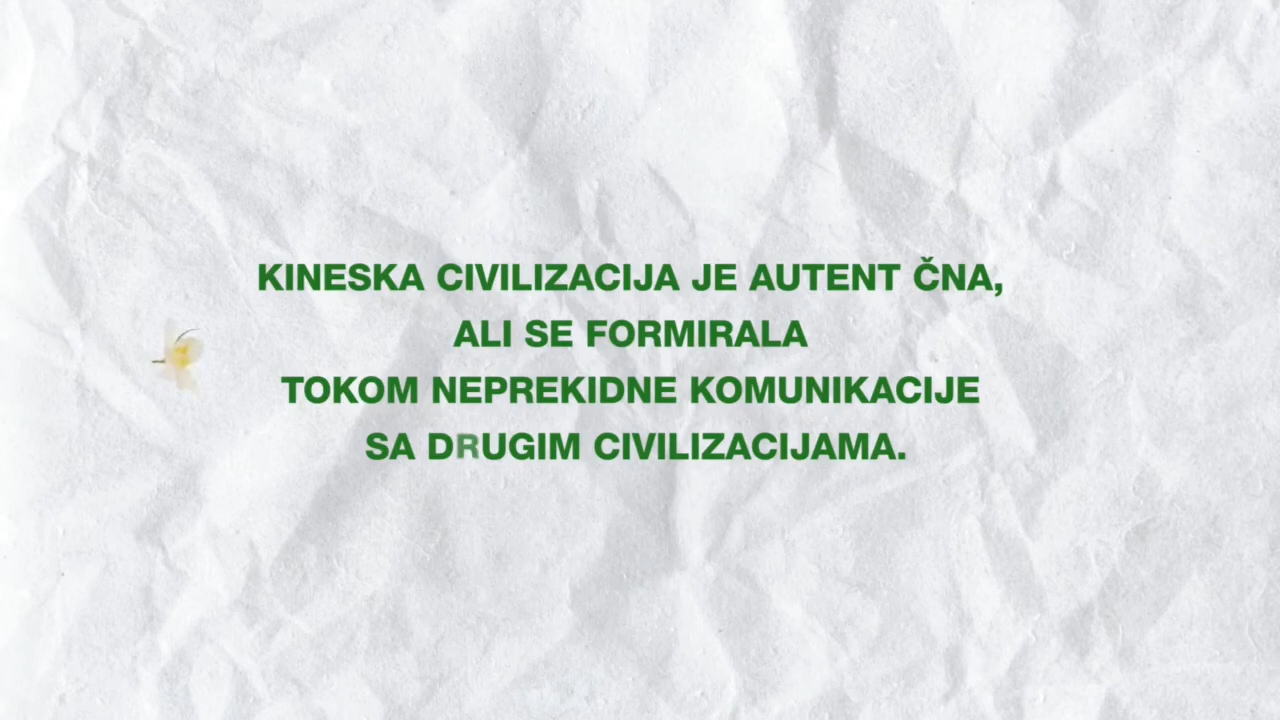 KINESKA CIVILIZACIJA JE AUTENT ČNA,
ALI SE FORMIRALA
TOKOM NEPREKIDNE KOMUNIKACIJE
SA DRUGIM CIVILIZACIJAMA.